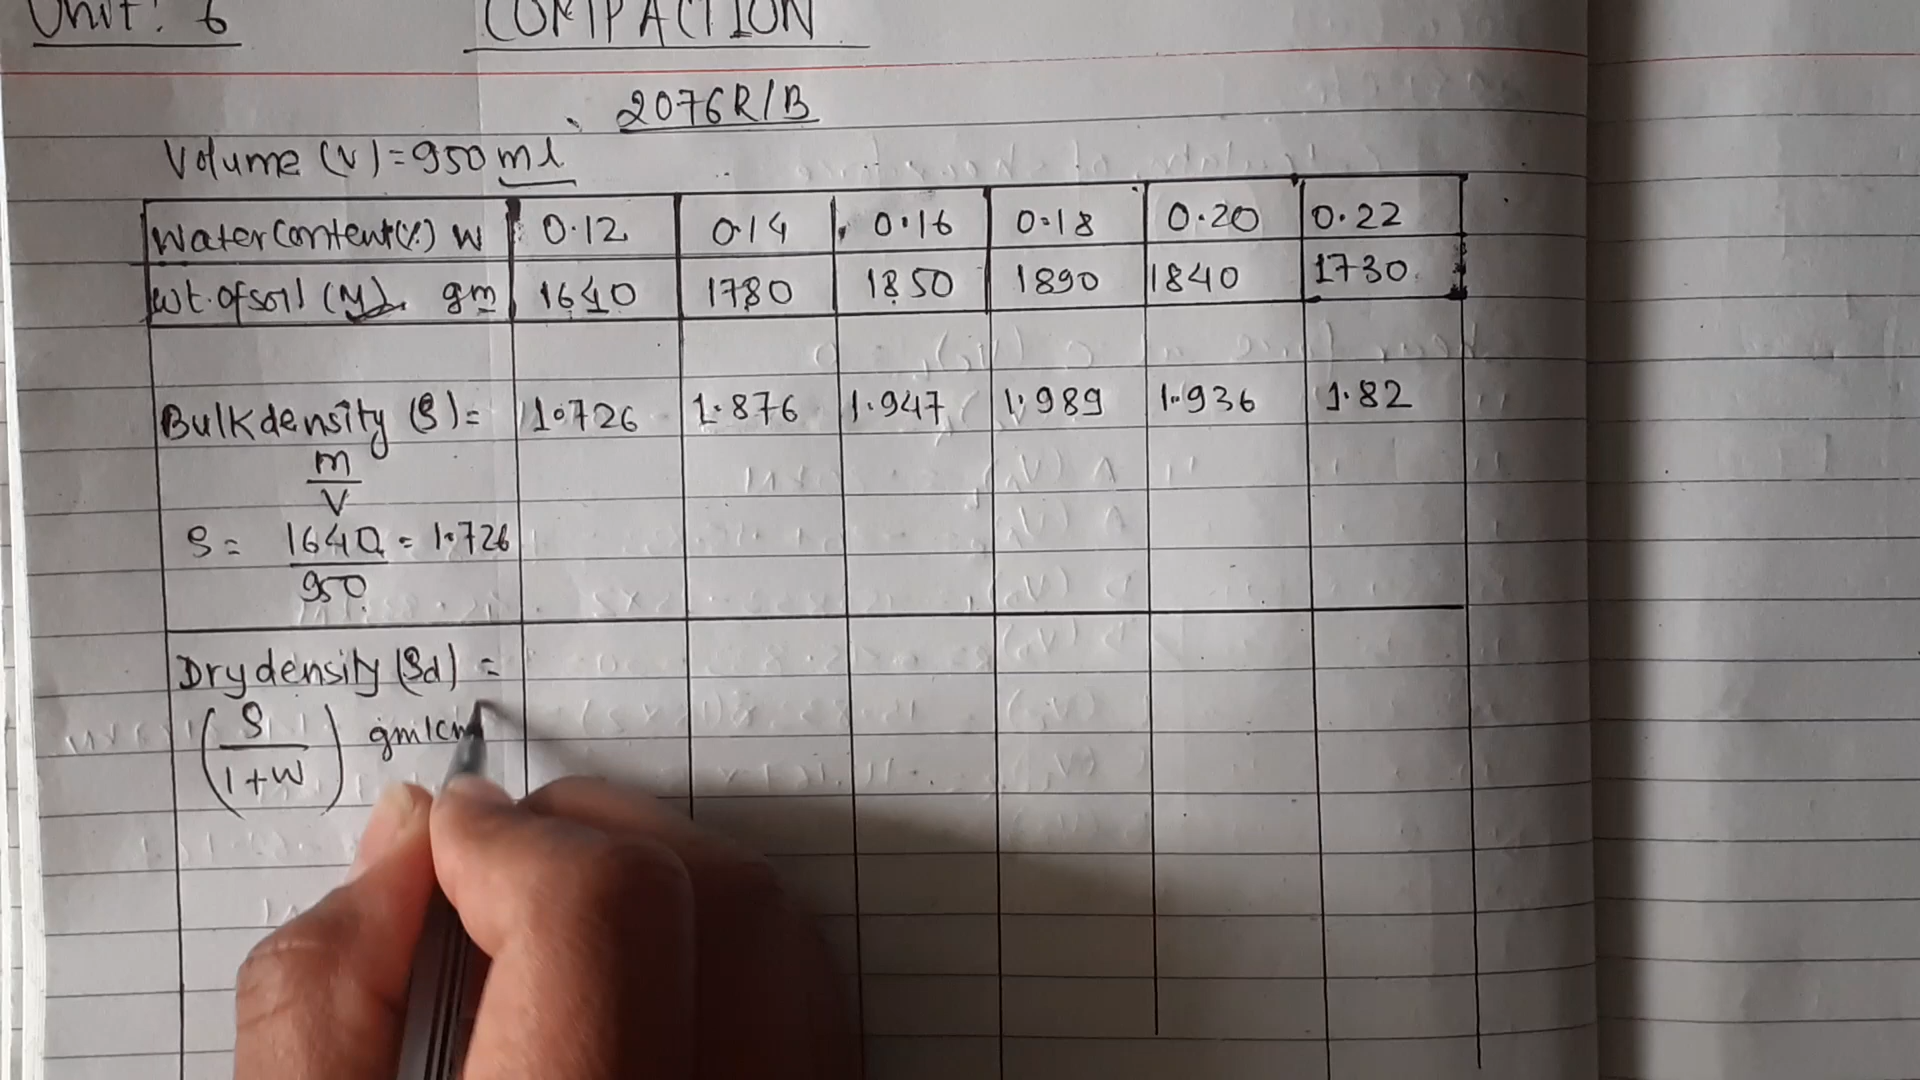 Unit: 6 COMPACTION
2076R/B
Volume (V) = 950 ml
Water Content (%) W 0.12 0.14 0.16 0.18 0.20 0.22
Wt. of soil (M) gm 1640 1780 1850 1890 1840 1730
Bulk density (ρ) = 1.726 1.876 1.947 1.989 1.936 1.82
m
V
ρ = 1640 = 1.726
950
Dry density (ρd) =
(ρ / 1+W) gm/cm